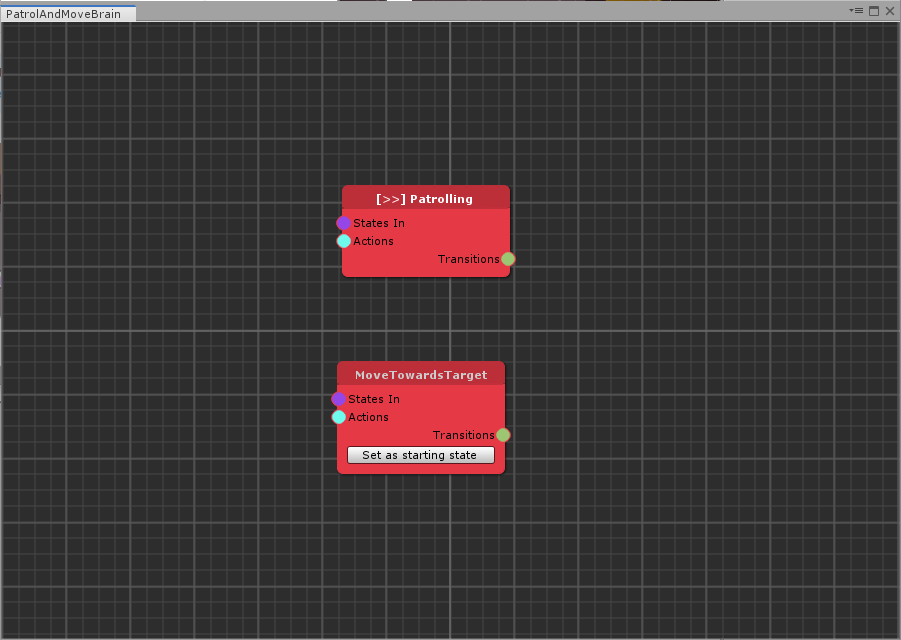 PatrolAndMoveBrain
[>>] Patrolling
States In
Actions
Transitions
MoveTowardsTarget
States In
Actions
Transitions
Set as starting state